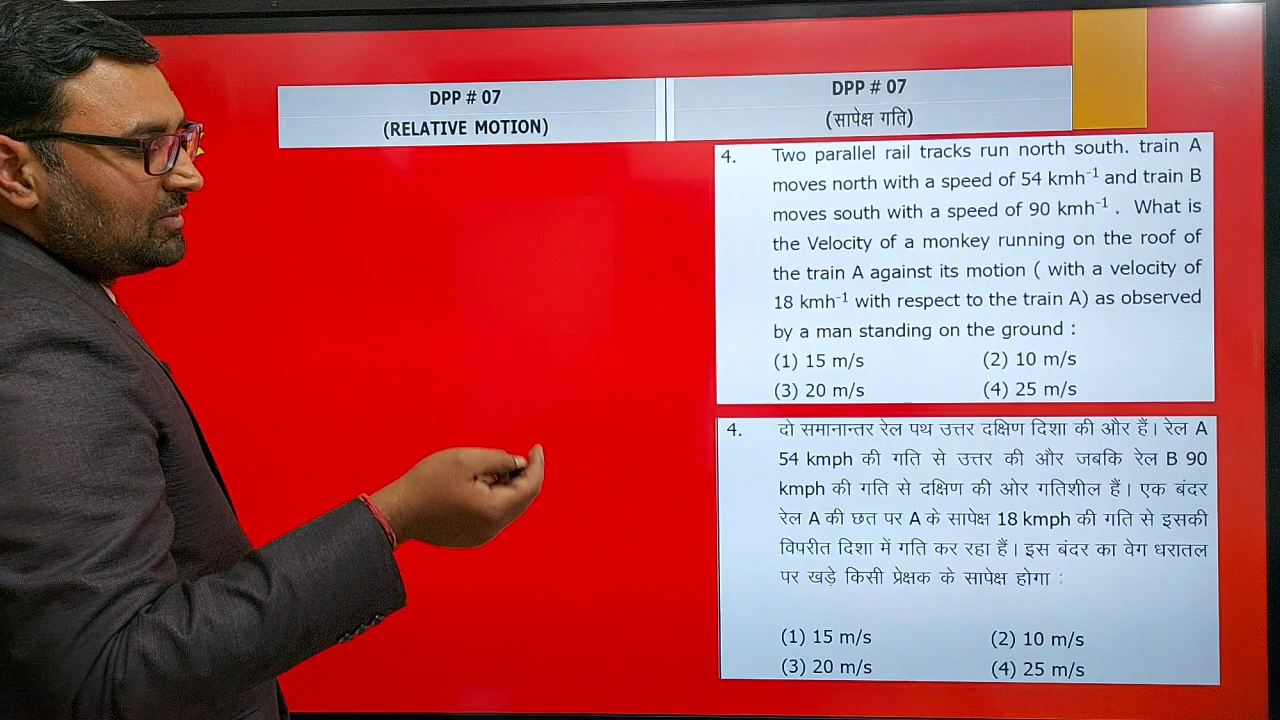 DPP # 07
(RELATIVE MOTION)
DPP # 07
(सापेक्ष गति)
4. Two parallel rail tracks run north south. train A
moves north with a speed of 54 kmh⁻¹ and train B
moves south with a speed of 90 kmh⁻¹ . What is
the Velocity of a monkey running on the roof of
the train A against its motion ( with a velocity of
18 kmh⁻¹ with respect to the train A) as observed
by a man standing on the ground :
(1) 15 m/s (2) 10 m/s
(3) 20 m/s (4) 25 m/s
4. दो समानान्तर रेल पथ उत्तर दक्षिण दिशा की और हैं। रेल A
54 kmph की गति से उत्तर की और जबकि रेल B 90
kmph की गति से दक्षिण की ओर गतिशील हैं। एक बंदर
रेल A की छत पर A के सापेक्ष 18 kmph की गति से इसकी
विपरीत दिशा में गति कर रहा हैं। इस बंदर का वेग धरातल
पर खड़े किसी प्रेक्षक के सापेक्ष होगा :
(1) 15 m/s (2) 10 m/s
(3) 20 m/s (4) 25 m/s